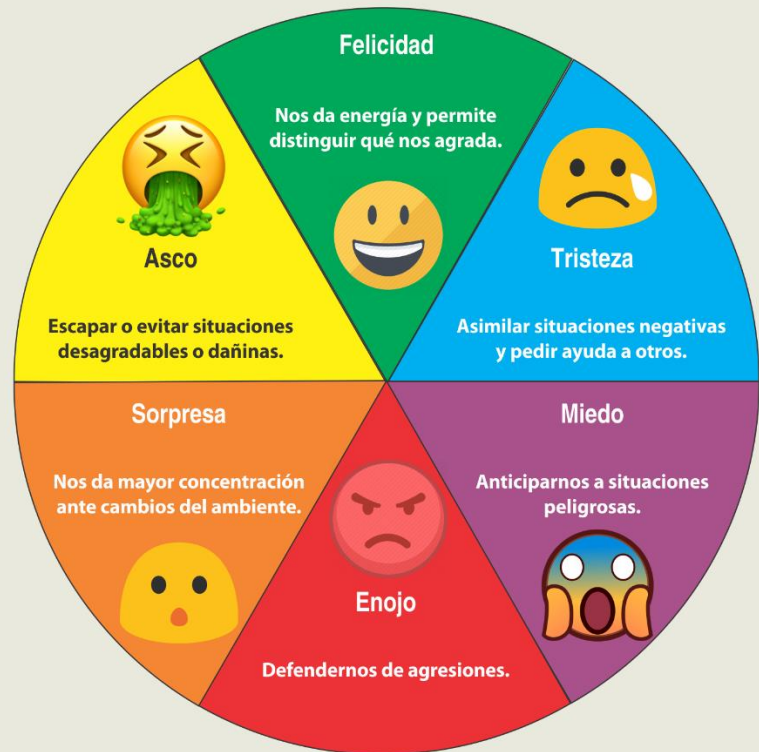 Felicidad
Nos da energía y permite
distinguir qué nos agrada.
Tristeza
Asimilar situaciones negativas
y pedir ayuda a otros.
Miedo
Anticiparnos a situaciones
peligrosas.
Enojo
Defendernos de agresiones.
Sorpresa
Nos da mayor concentración
ante cambios del ambiente.
Asco
Escapar o evitar situaciones
desagradables o dañinas.